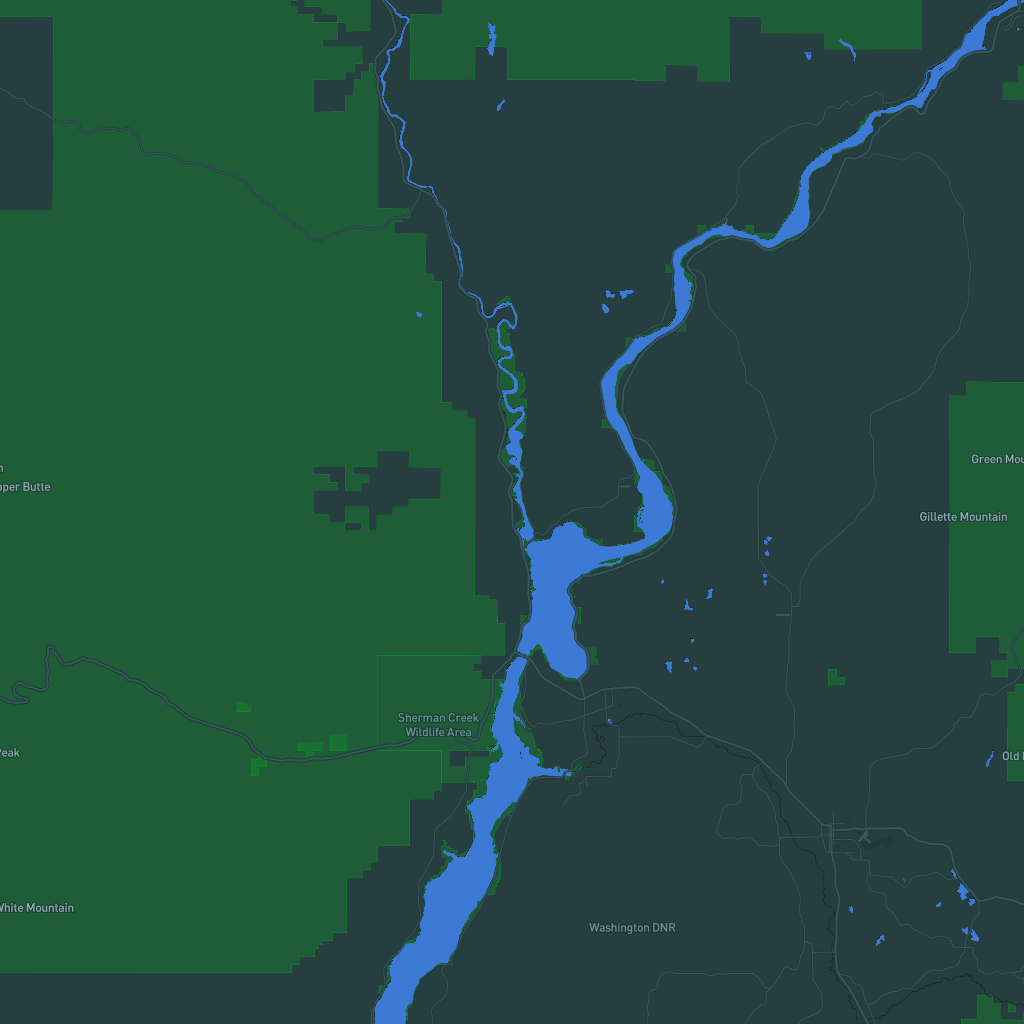 Green Mou
pper Butte
Gillette Mountain
Sherman Creek
Wildlife Area
Peak
Old
White Mountain
Washington DNR